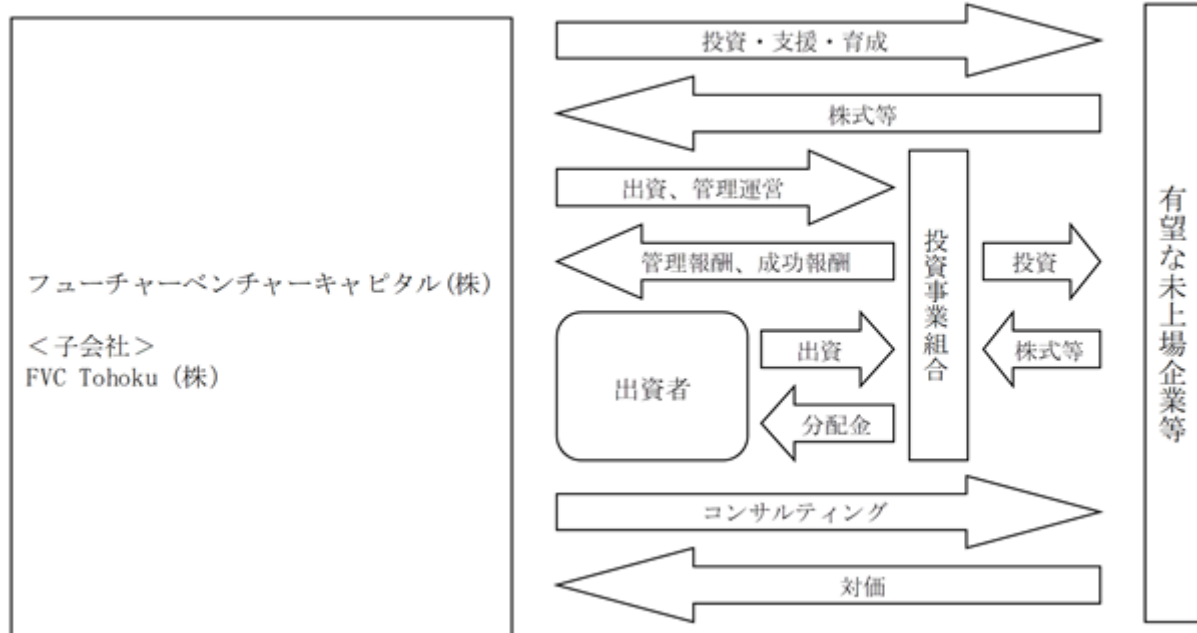 フューチャーベンチャーキャピタル(株)
＜子会社＞
FVC Tohoku (株)
投資・支援・育成
株式等
出資、管理運営
管理報酬、成功報酬
出資者
出資
分配金
投資事業組合
投資
株式等
コンサルティング
対価
有望な未上場企業等